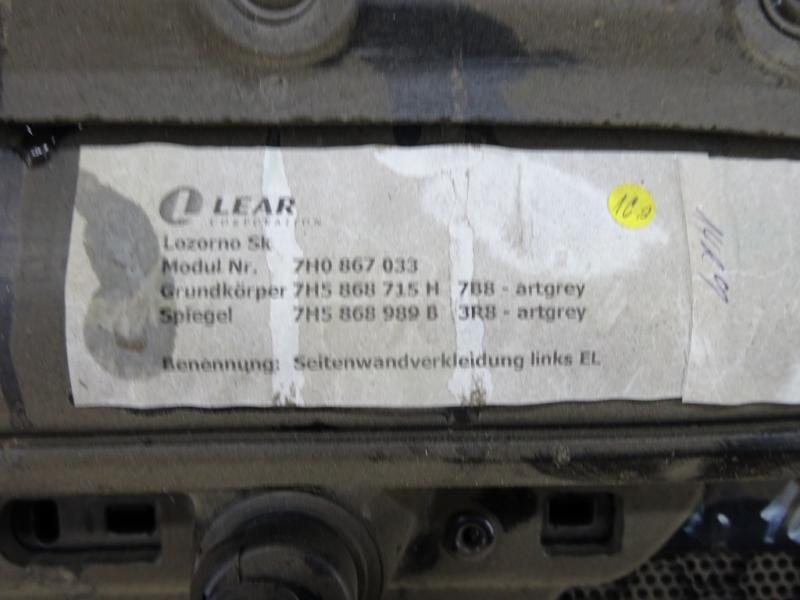 LEAR
CORPORATION
Lozorno Sk
Modul Nr. 7H0 867 033
Grundkörper 7H5 868 715 H 7B8 - artgrey
Spiegel 7H5 868 989 B 3R8 - artgrey
Benennung: Seitenwandverkleidung links EL